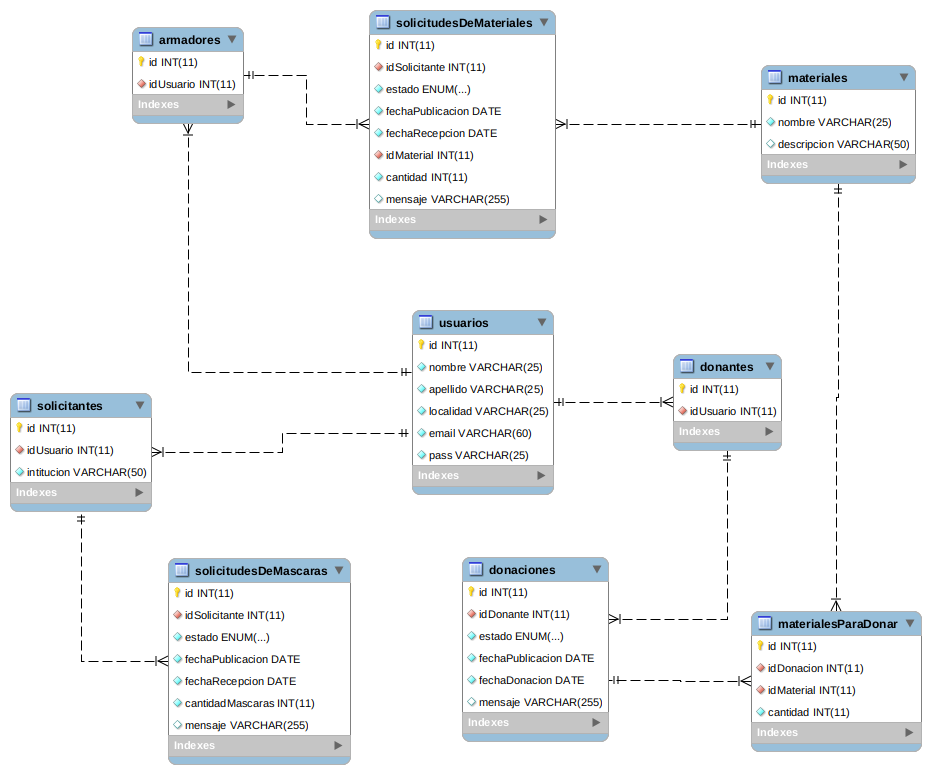 armadores
id INT(11)
idUsuario INT(11)
Indexes
solicitudesDeMateriales
id INT(11)
idSolicitante INT(11)
estado ENUM(...)
fechaPublicacion DATE
fechaRecepcion DATE
idMaterial INT(11)
cantidad INT(11)
mensaje VARCHAR(255)
Indexes
materiales
id INT(11)
nombre VARCHAR(25)
descripcion VARCHAR(50)
Indexes
usuarios
id INT(11)
nombre VARCHAR(25)
apellido VARCHAR(25)
localidad VARCHAR(25)
email VARCHAR(60)
pass VARCHAR(25)
Indexes
donantes
id INT(11)
idUsuario INT(11)
Indexes
solicitantes
id INT(11)
idUsuario INT(11)
intitucion VARCHAR(50)
Indexes
solicitudesDeMascaras
id INT(11)
idSolicitante INT(11)
estado ENUM(...)
fechaPublicacion DATE
fechaRecepcion DATE
cantidadMascaras INT(11)
mensaje VARCHAR(255)
Indexes
donaciones
id INT(11)
idDonante INT(11)
estado ENUM(...)
fechaPublicacion DATE
fechaDonacion DATE
mensaje VARCHAR(255)
Indexes
materialesParaDonar
id INT(11)
idDonacion INT(11)
idMaterial INT(11)
cantidad INT(11)
Indexes